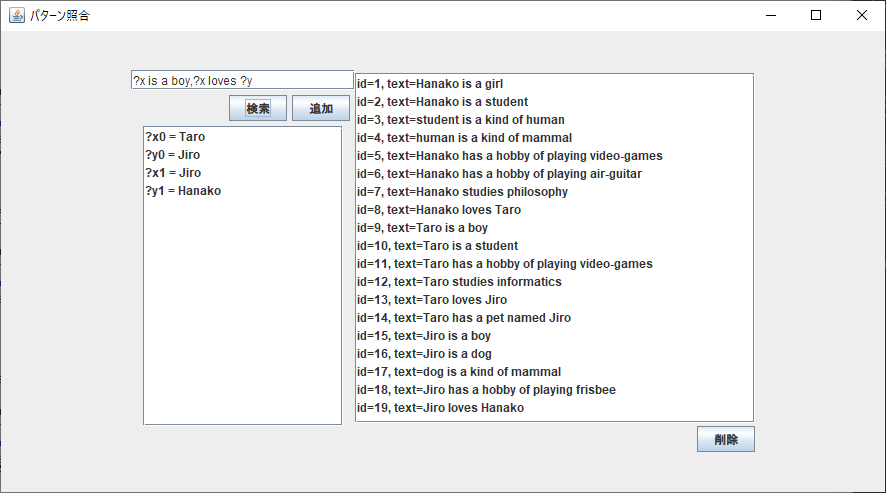 パターン照合
?x is a boy,?x loves ?y
検索 追加
?x0 = Taro
?y0 = Jiro
?x1 = Jiro
?y1 = Hanako
id=1, text=Hanako is a girl
id=2, text=Hanako is a student
id=3, text=student is a kind of human
id=4, text=human is a kind of mammal
id=5, text=Hanako has a hobby of playing video-games
id=6, text=Hanako has a hobby of playing air-guitar
id=7, text=Hanako studies philosophy
id=8, text=Hanako loves Taro
id=9, text=Taro is a boy
id=10, text=Taro is a student
id=11, text=Taro has a hobby of playing video-games
id=12, text=Taro studies informatics
id=13, text=Taro loves Jiro
id=14, text=Taro has a pet named Jiro
id=15, text=Jiro is a boy
id=16, text=Jiro is a dog
id=17, text=dog is a kind of mammal
id=18, text=Jiro has a hobby of playing frisbee
id=19, text=Jiro loves Hanako
削除